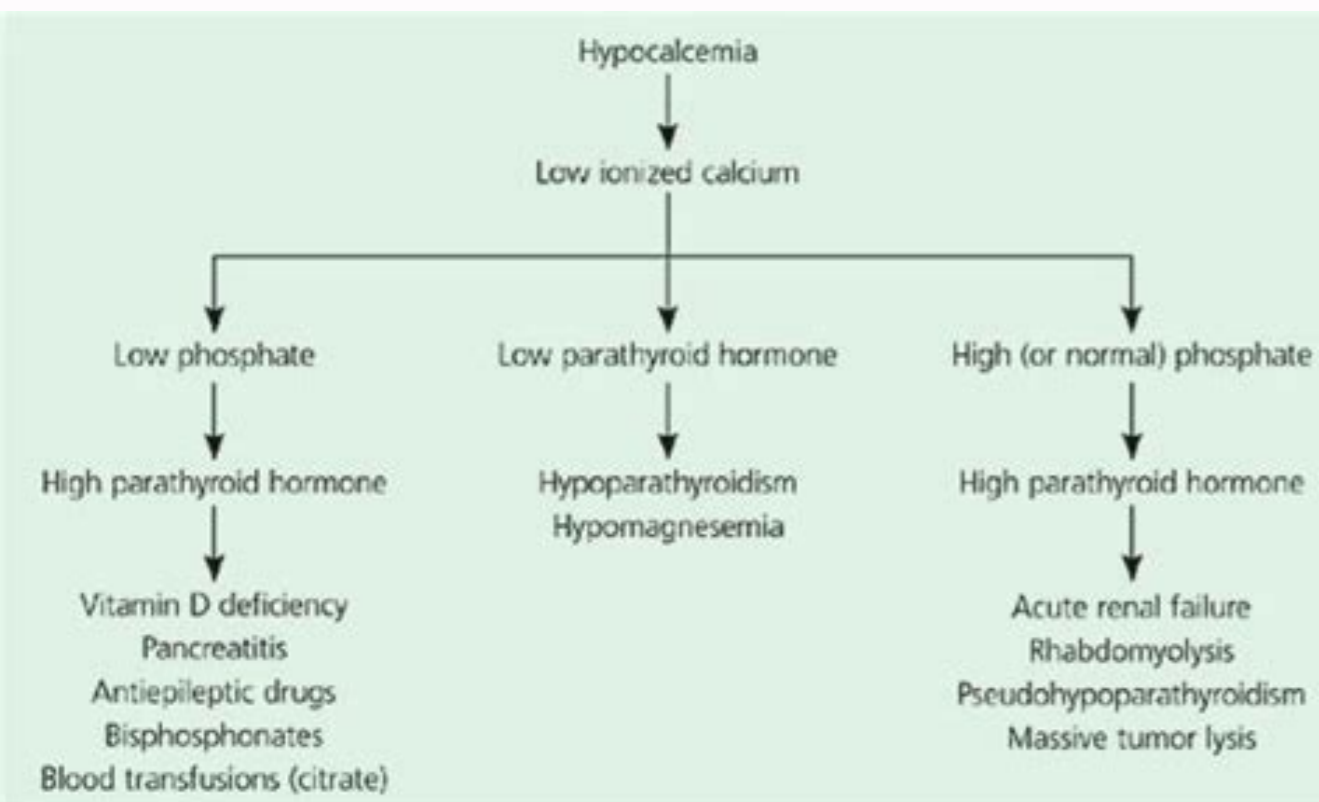 Hypocalcemia
Low ionized calcium
Low phosphate
Low parathyroid hormone
High (or normal) phosphate
High parathyroid hormone
Hypoparathyroidism
Hypomagnesemia
High parathyroid hormone
Vitamin D deficiency
Pancreatitis
Antiepileptic drugs
Bisphosphonates
Blood transfusions (citrate)
Acute renal failure
Rhabdomyolysis
Pseudohypoparathyroidism
Massive tumor lysis